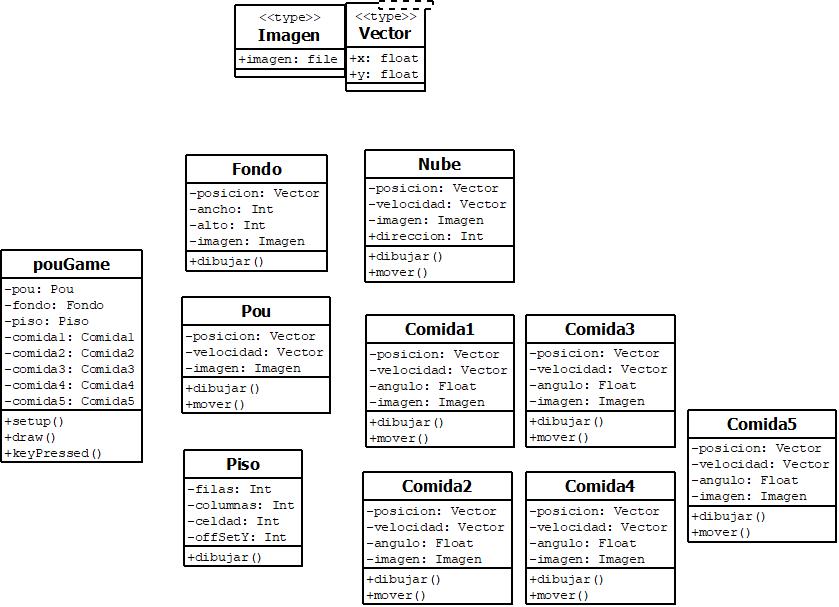 <<type>>
Imagen
+imagen: file
<<type>>
Vector
+x: float
+y: float
Fondo
-posicion: Vector
-ancho: Int
-alto: Int
-imagen: Imagen
+dibujar()
Nube
-posicion: Vector
-velocidad: Vector
-imagen: Imagen
+direccion: Int
+dibujar()
+mover()
pouGame
-pou: Pou
-fondo: Fondo
-piso: Piso
-comida1: Comida1
-comida2: Comida2
-comida3: Comida3
-comida4: Comida4
-comida5: Comida5
+setup()
+draw()
+keyPressed()
Pou
-posicion: Vector
-velocidad: Vector
-imagen: Imagen
+dibujar()
+mover()
Comida1
-posicion: Vector
-velocidad: Vector
-angulo: Float
-imagen: Imagen
+dibujar()
+mover()
Comida3
-posicion: Vector
-velocidad: Vector
-angulo: Float
-imagen: Imagen
+dibujar()
+mover()
Comida5
-posicion: Vector
-velocidad: Vector
-angulo: Float
-imagen: Imagen
+dibujar()
+mover()
Piso
-filas: Int
-columnas: Int
-celdad: Int
-offSetY: Int
+dibujar()
Comida2
-posicion: Vector
-velocidad: Vector
-angulo: Float
-imagen: Imagen
+dibujar()
+mover()
Comida4
-posicion: Vector
-velocidad: Vector
-angulo: Float
-imagen: Imagen
+dibujar()
+mover()